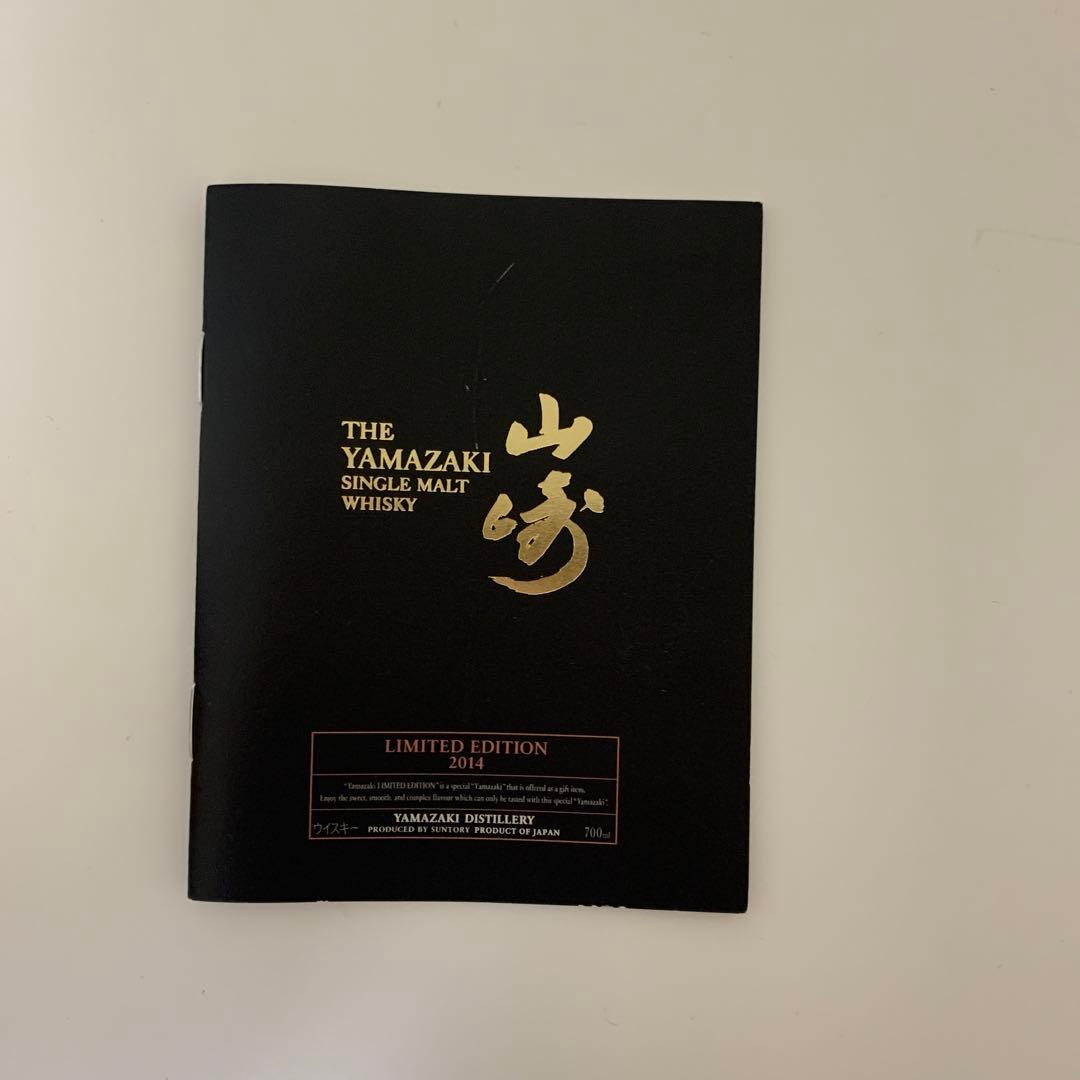 THE
YAMAZAKI
SINGLE MALT
WHISKY
山
崎
LIMITED EDITION
2014
"Yamazaki LIMITED EDITION" is a special "Yamazaki" that is offered as a gift item.
Enjoy the sweet, smooth, and complex flavour which can only be tasted with this special "Yamazaki".
YAMAZAKI DISTILLERY
ウイスキー PRODUCED BY SUNTORY PRODUCT OF JAPAN 700ml